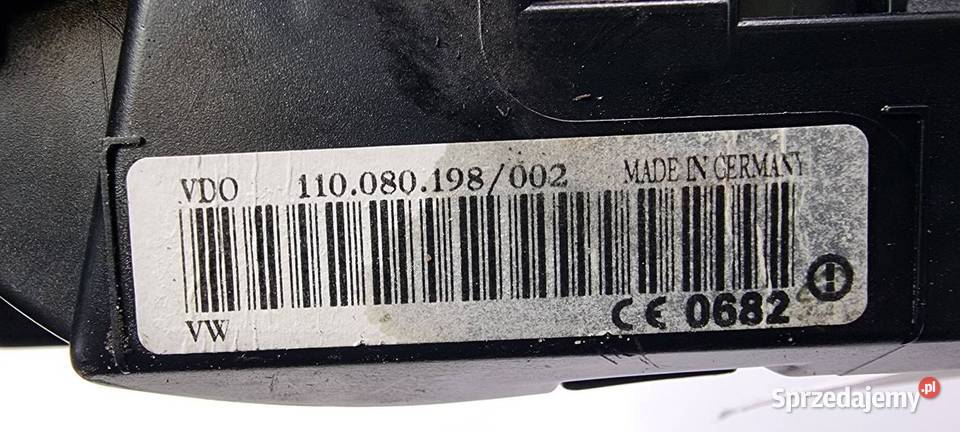 VDO 110.080.198/002 MADE IN GERMANY
VW CE 0682
Sprzedajemy.pl